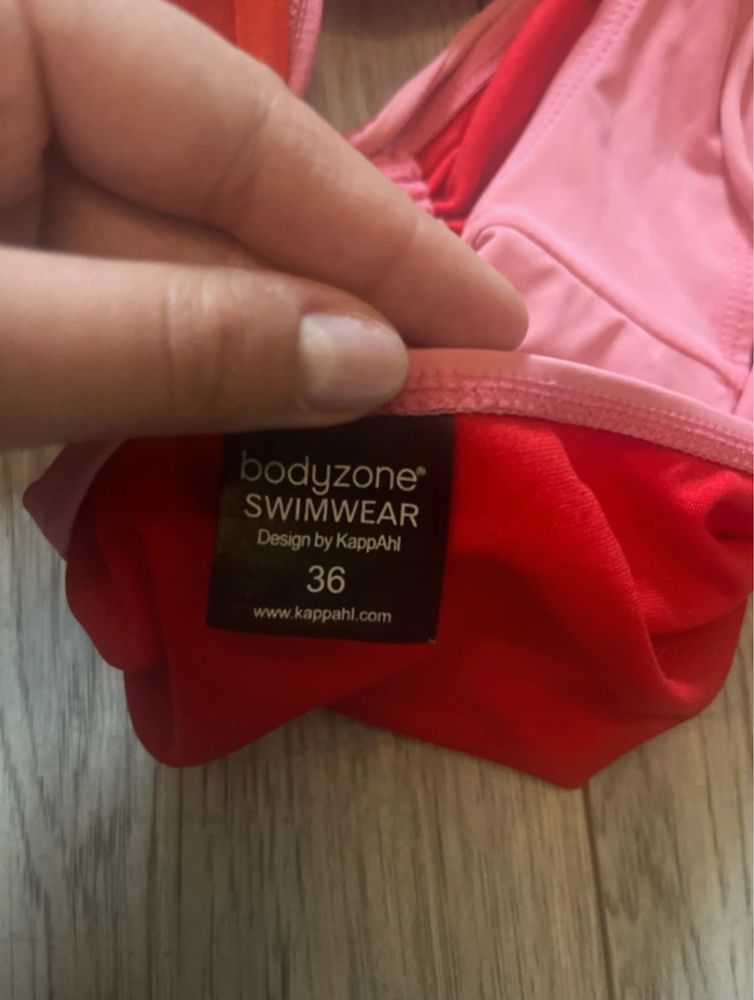 bodyzone®
SWIMWEAR
Design by KappAhl
36
www.kappahl.com